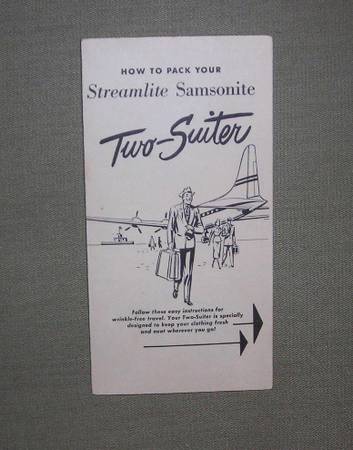 HOW TO PACK YOUR
Streamlite Samsonite
Two-Suiter
Follow these easy instructions for
wrinkle-free travel. Your Two-Suiter is specially
designed to keep your clothing fresh
and neat wherever you go!